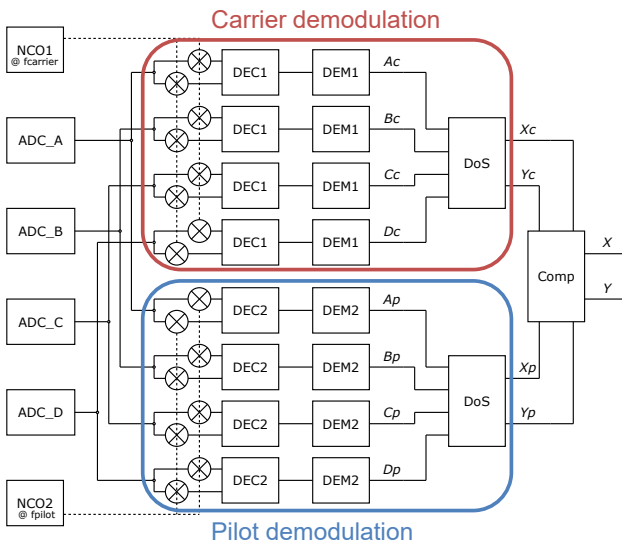 Carrier demodulation
NCO1
@ fcarrier
DEC1
DEM1
Ac
ADC_A
DEC1
DEM1
Bc
Xc
DoS
DEC1
DEM1
Cc
Yc
ADC_B
DEC1
DEM1
Dc
X
Comp
Y
ADC_C
DEC2
DEM2
Ap
DEC2
DEM2
Bp
Xp
DoS
ADC_D
DEC2
DEM2
Cp
Yp
DEC2
DEM2
Dp
NCO2
@ fpilot
Pilot demodulation